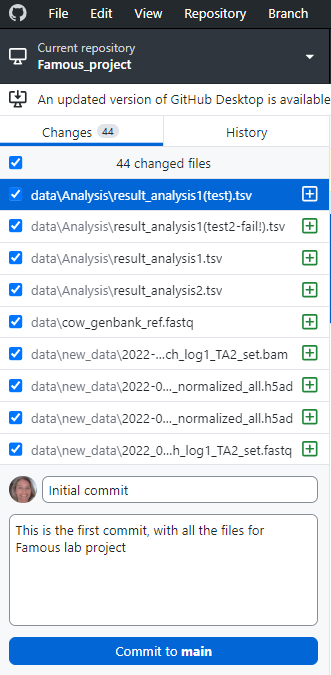 File Edit View Repository Branch
Current repository
Famous_project
An updated version of GitHub Desktop is available
Changes 44 History
44 changed files
data\Analysis\result_analysis1(test).tsv
data\Analysis\result_analysis1(test2-fail!).tsv
data\Analysis\result_analysis1.tsv
data\Analysis\result_analysis2.tsv
data\cow_genbank_ref.fastq
data\new_data\2022-...ch_log1_TA2_set.bam
data\new_data\2022-0..._normalized_all.h5ad
data\new_data\2022-0..._normalized_all.h5ad
data\new_data\2022_0...h_log1_TA2_set.fastq
Initial commit
This is the first commit, with all the files for
Famous lab project
Commit to main